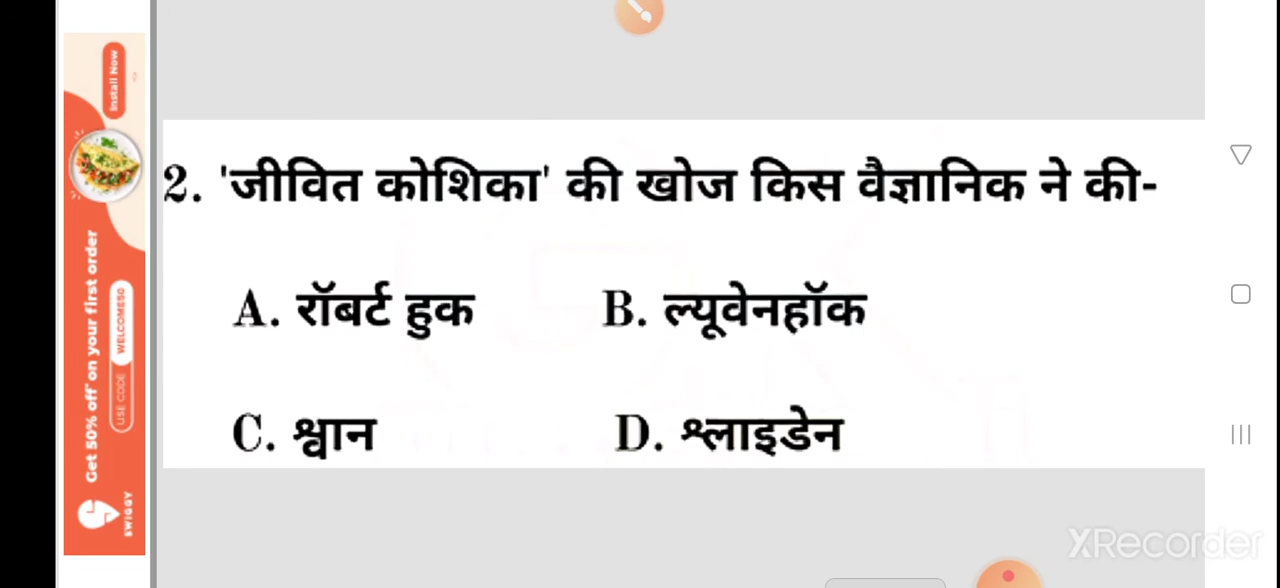 2. 'जीवित कोशिका' की खोज किस वैज्ञानिक ने की-
A. रॉबर्ट हुक B. ल्यूवेनहॉक
C. श्वान D. श्लाइडेन
Get 50% off* on your first order
USE CODE WELCOME50
Install Now
SWIGGY
XRecorder